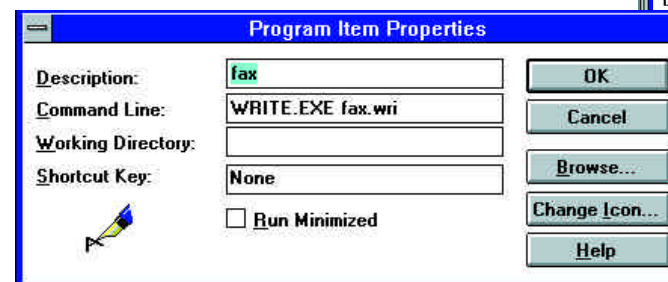 Program Item Properties
Description: fax OK
Command Line: WRITE.EXE fax.wri Cancel
Working Directory:
Shortcut Key: None Browse...
Run Minimized Change Icon...
Help